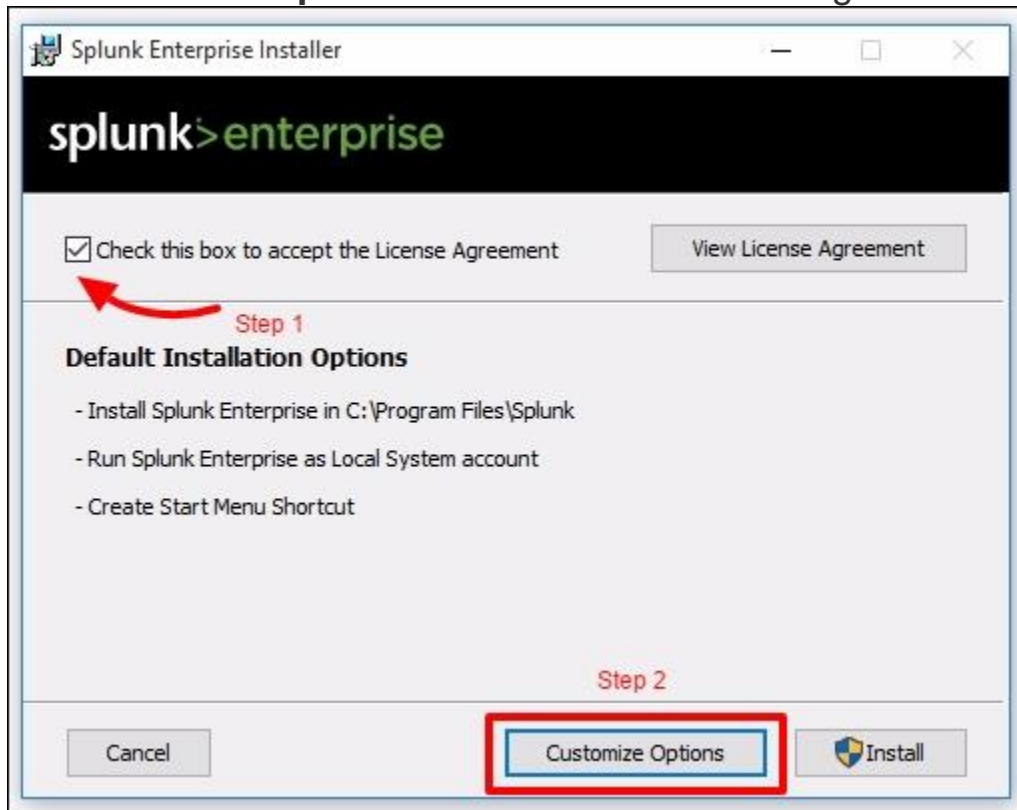 Splunk Enterprise Installer
splunk>enterprise
Check this box to accept the License Agreement
View License Agreement
Step 1
Default Installation Options
- Install Splunk Enterprise in C:\Program Files\Splunk
- Run Splunk Enterprise as Local System account
- Create Start Menu Shortcut
Step 2
Cancel
Customize Options
Install